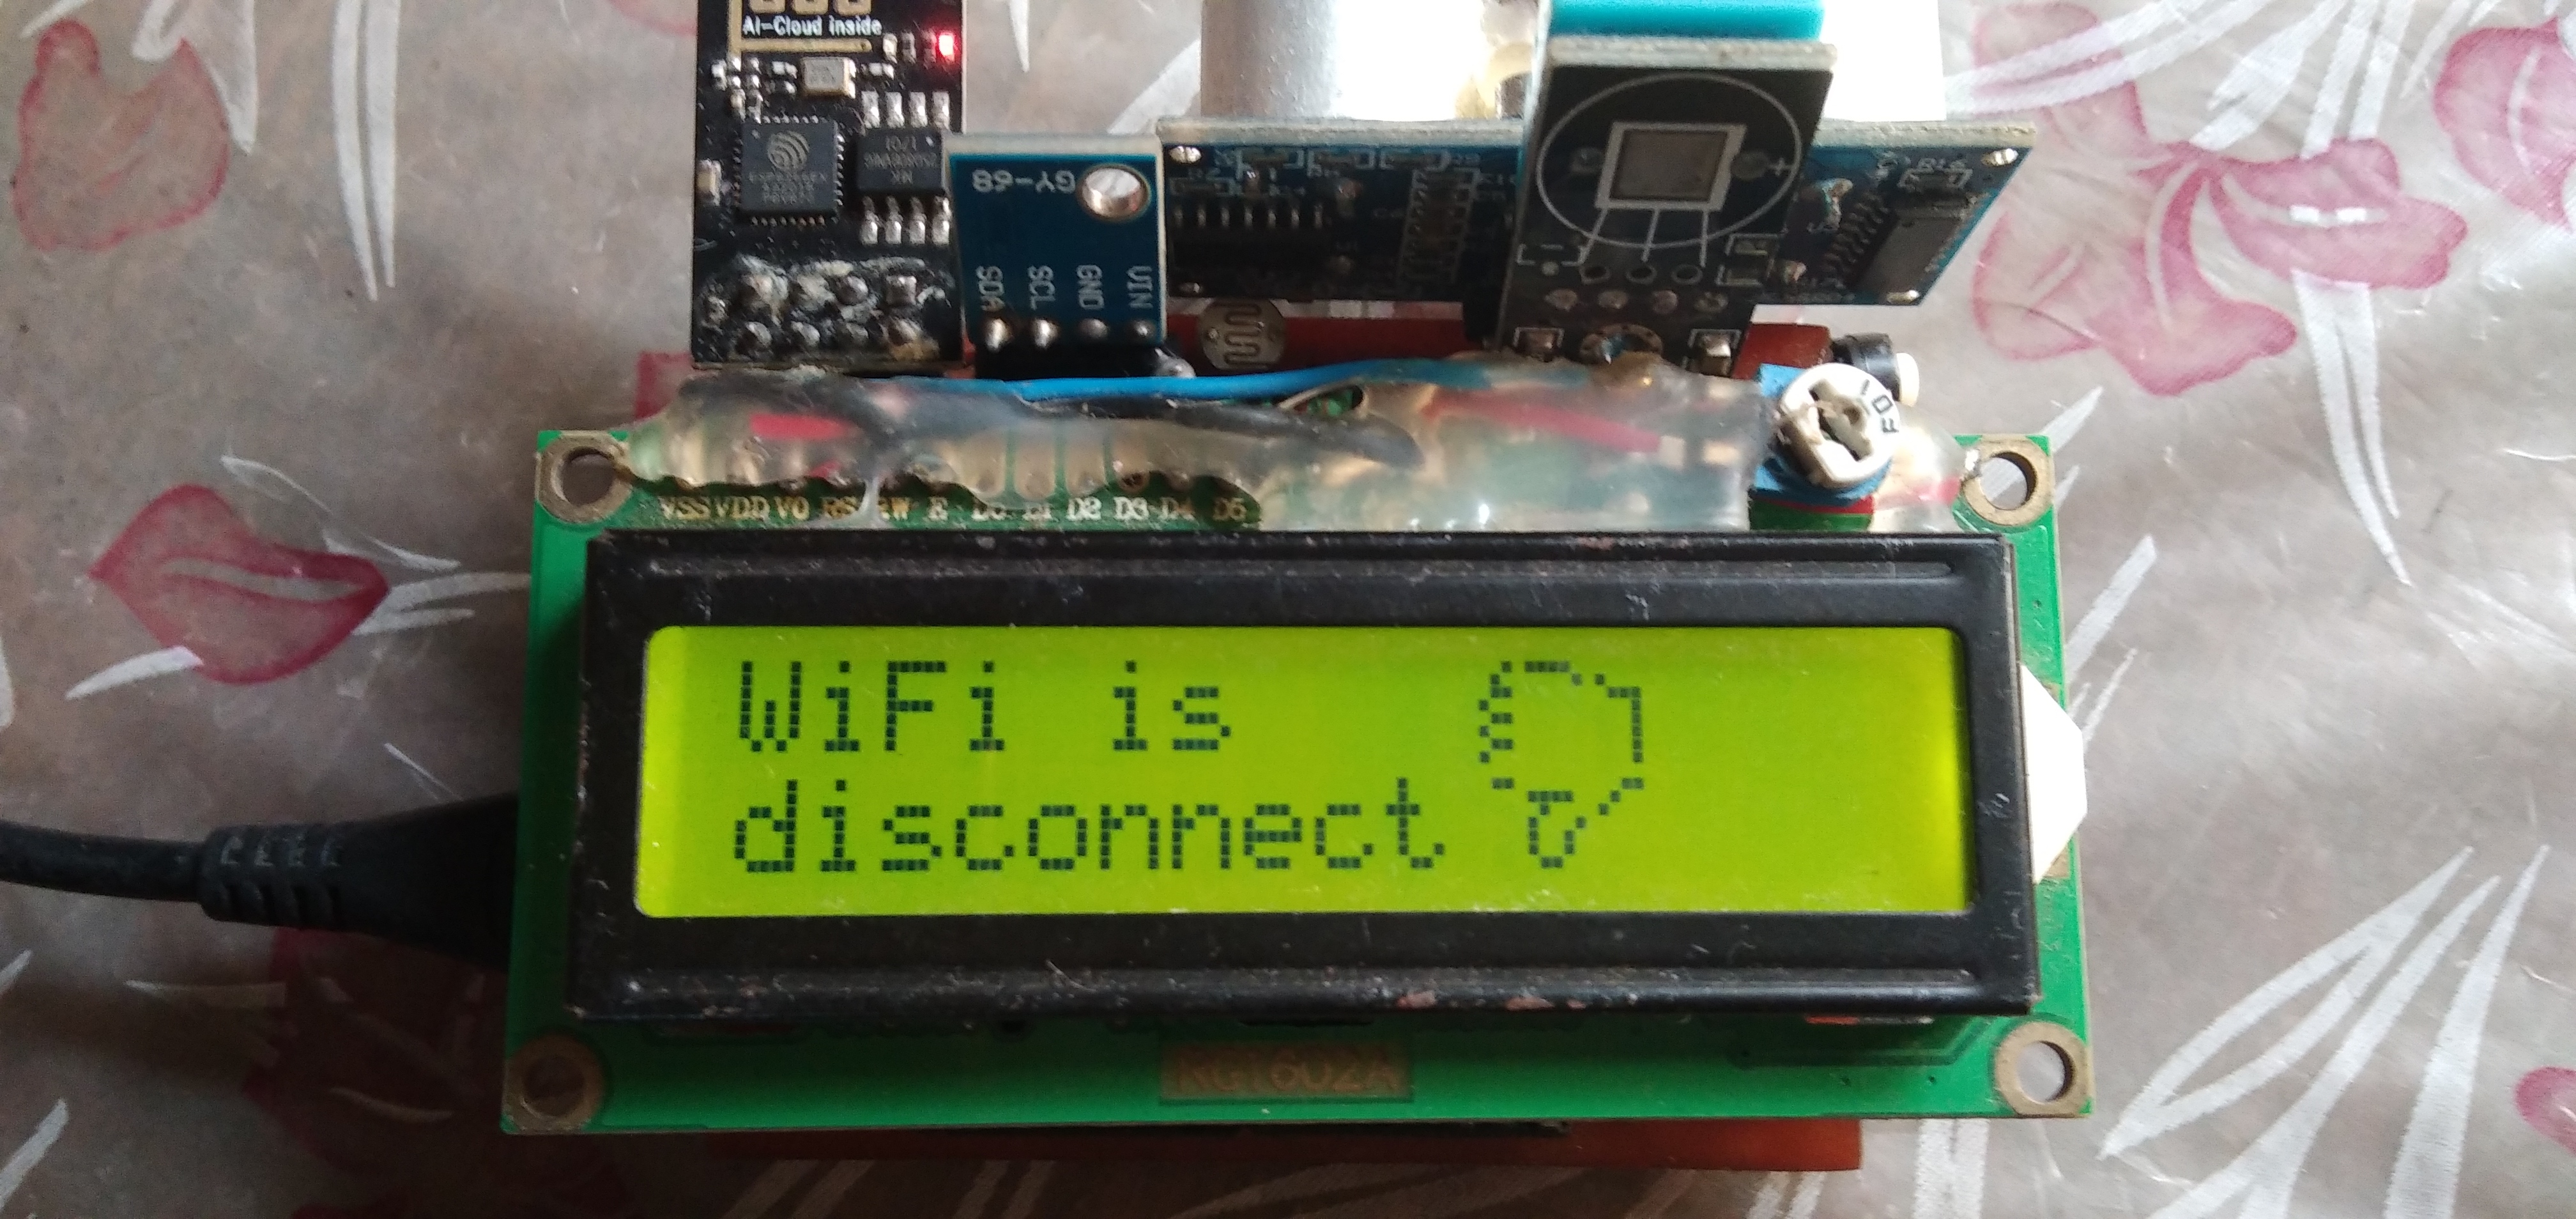 AI-Cloud inside
GY-68
SDA
SCL
GND
VIN
VSS VDD V0 RS RW E D0 D1 D2 D3 D4 D5
WiFi is
disconnect